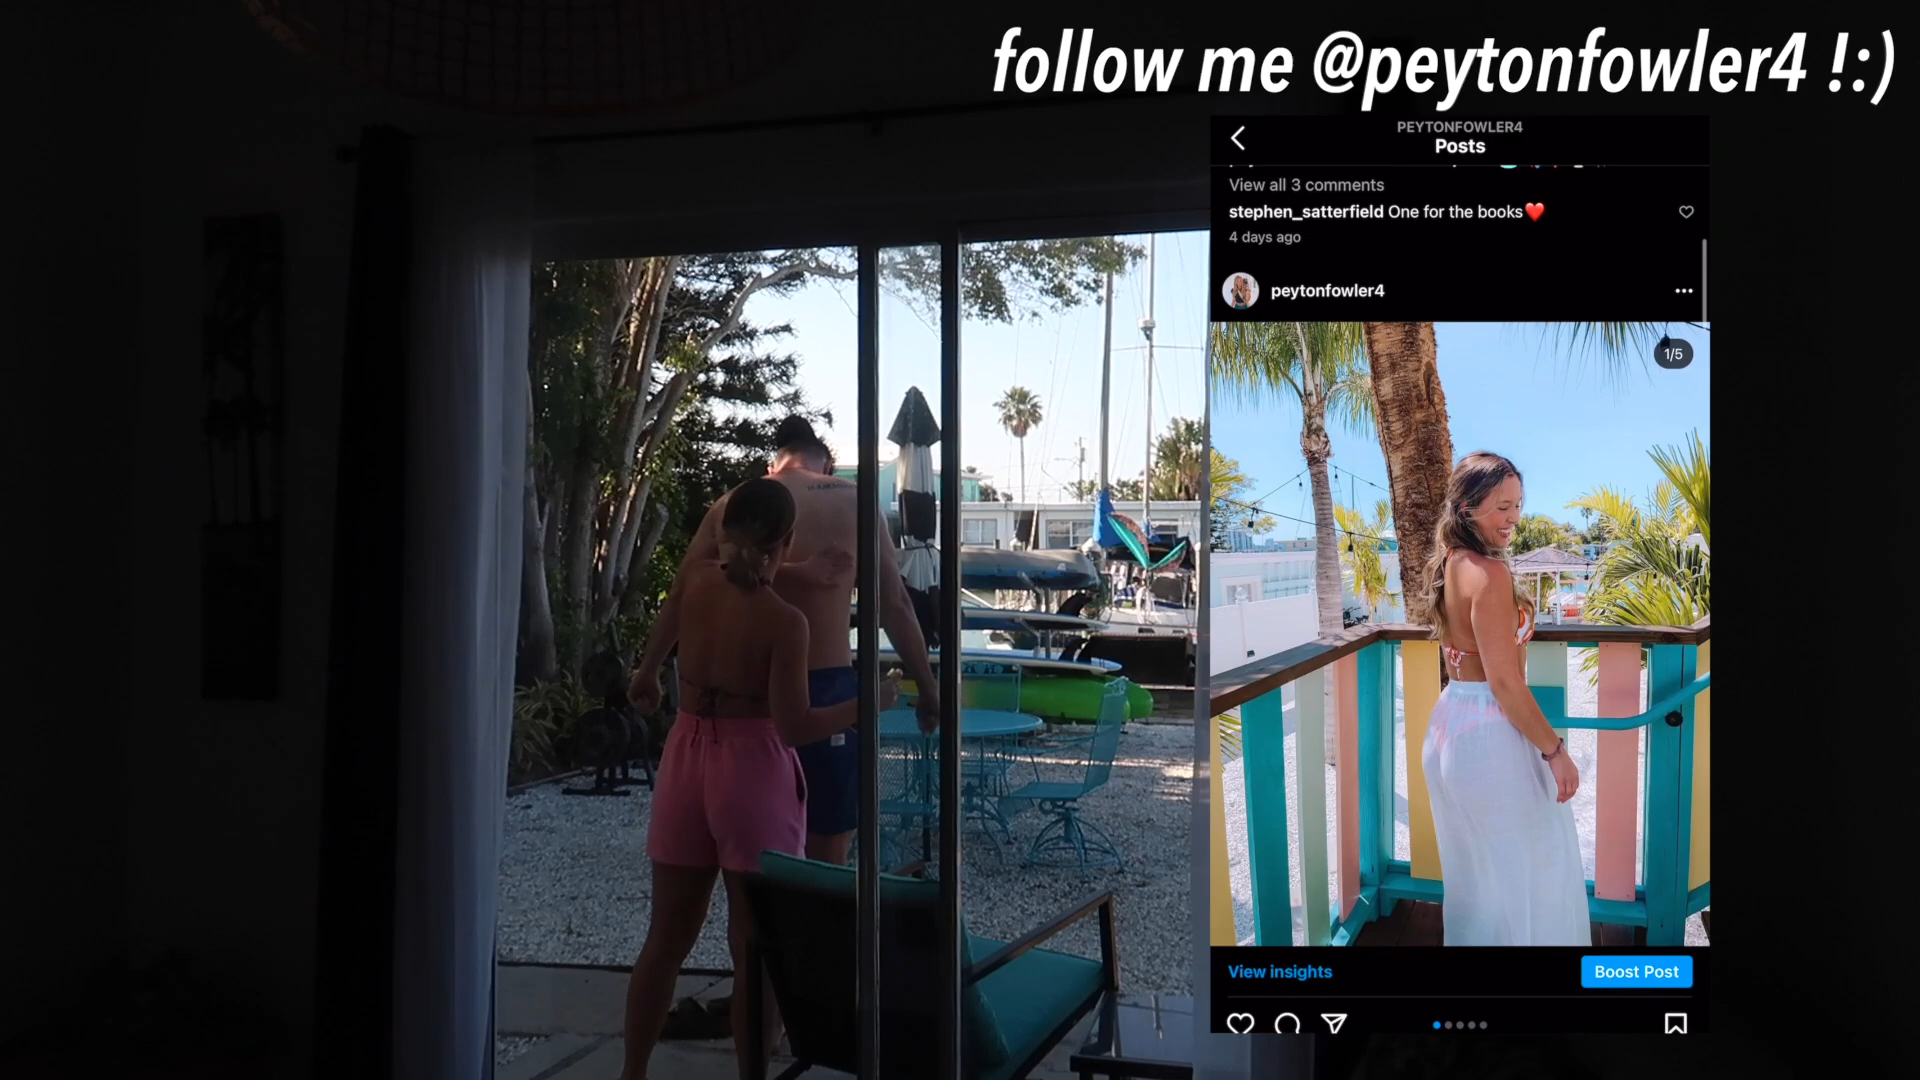 follow me @peytonfowler4 !:)
PEYTONFOWLER4
Posts
View all 3 comments
stephen_satterfield One for the books❤️
4 days ago
peytonfowler4
1/5
View insights
Boost Post